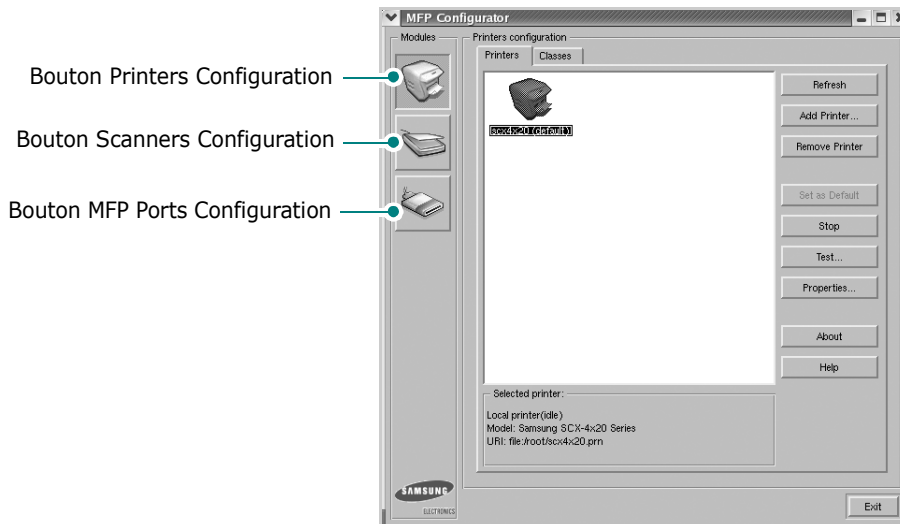 MFP Configurator
Modules
Printers configuration
Printers
Classes
Bouton Printers Configuration
Bouton Scanners Configuration
Bouton MFP Ports Configuration
scx4x20 (default)
Refresh
Add Printer...
Remove Printer
Set as Default
Stop
Test...
Properties...
About
Help
Selected printer:
Local printer(idle)
Model: Samsung SCX-4x20 Series
URI: file:/root/scx4x20.prn
SAMSUNG
ELECTRONICS
Exit